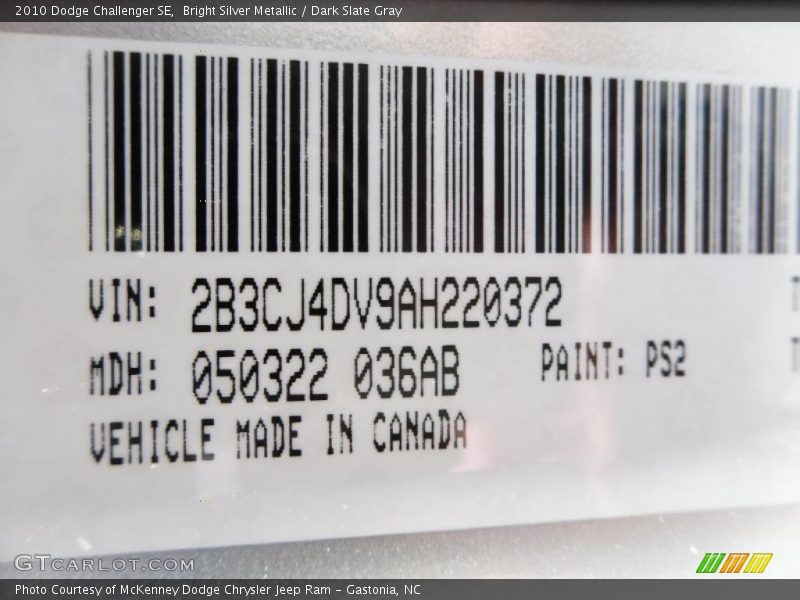 2010 Dodge Challenger SE, Bright Silver Metallic / Dark Slate Gray
VIN: 2B3CJ4DV9AH220372
MDH: 050322 036AB PAINT: PS2
VEHICLE MADE IN CANADA
GTCARLOT.COM
Photo Courtesy of McKenney Dodge Chrysler Jeep Ram - Gastonia, NC